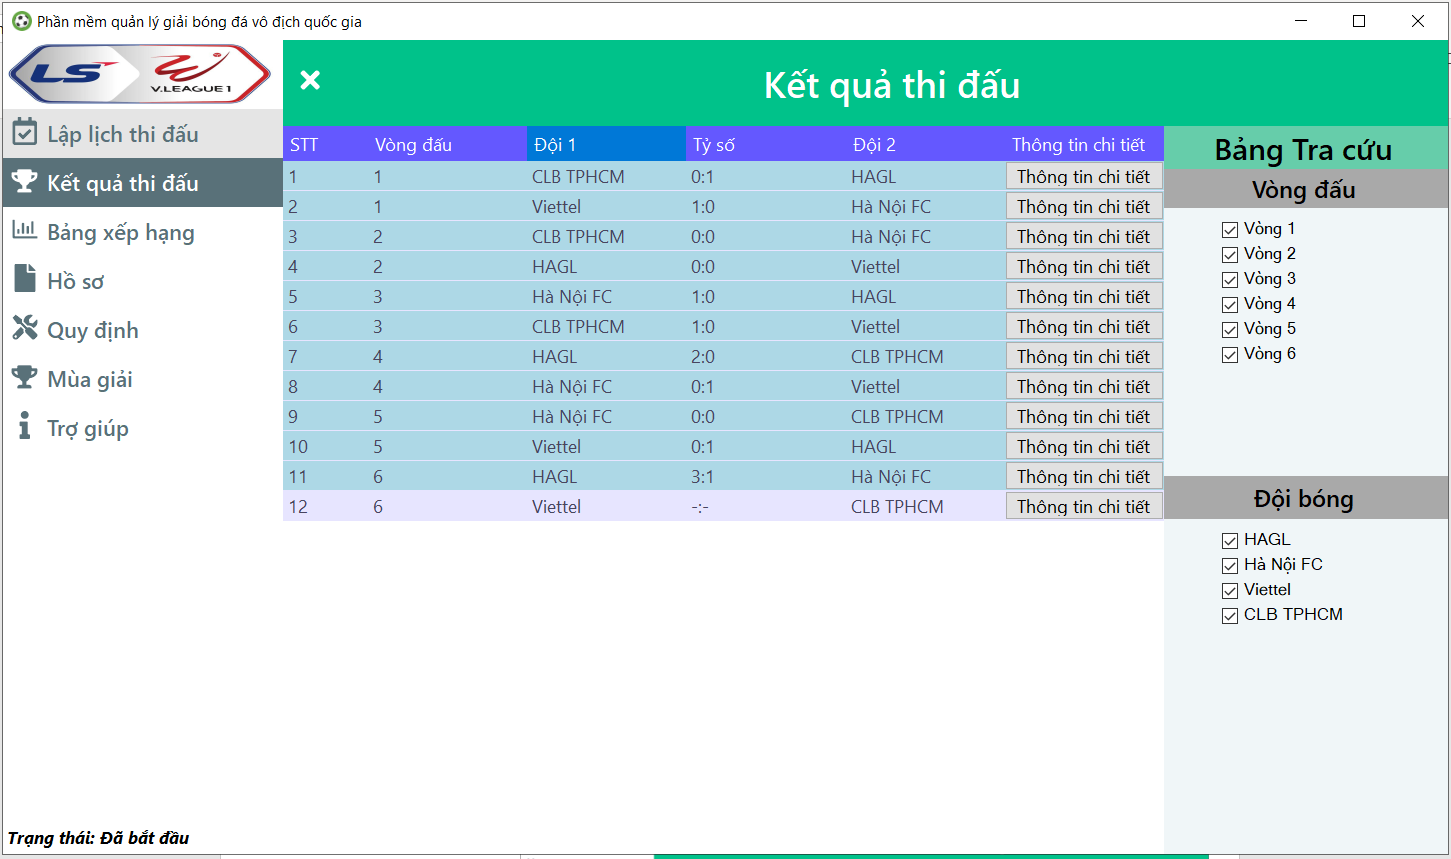 Phần mềm quản lý giải bóng đá vô địch quốc gia
LS V.LEAGUE 1
Kết quả thi đấu
Lập lịch thi đấu
Kết quả thi đấu
Bảng xếp hạng
Hồ sơ
Quy định
Mùa giải
Trợ giúp
STT Vòng đấu Đội 1 Tỷ số Đội 2 Thông tin chi tiết
1 1 CLB TPHCM 0:1 HAGL Thông tin chi tiết
2 1 Viettel 1:0 Hà Nội FC Thông tin chi tiết
3 2 CLB TPHCM 0:0 Hà Nội FC Thông tin chi tiết
4 2 HAGL 0:0 Viettel Thông tin chi tiết
5 3 Hà Nội FC 1:0 HAGL Thông tin chi tiết
6 3 CLB TPHCM 1:0 Viettel Thông tin chi tiết
7 4 HAGL 2:0 CLB TPHCM Thông tin chi tiết
8 4 Hà Nội FC 0:1 Viettel Thông tin chi tiết
9 5 Hà Nội FC 0:0 CLB TPHCM Thông tin chi tiết
10 5 Viettel 0:1 HAGL Thông tin chi tiết
11 6 HAGL 3:1 Hà Nội FC Thông tin chi tiết
12 6 Viettel -:- CLB TPHCM Thông tin chi tiết
Bảng Tra cứu
Vòng đấu
Vòng 1
Vòng 2
Vòng 3
Vòng 4
Vòng 5
Vòng 6
Đội bóng
HAGL
Hà Nội FC
Viettel
CLB TPHCM
Trạng thái: Đã bắt đầu